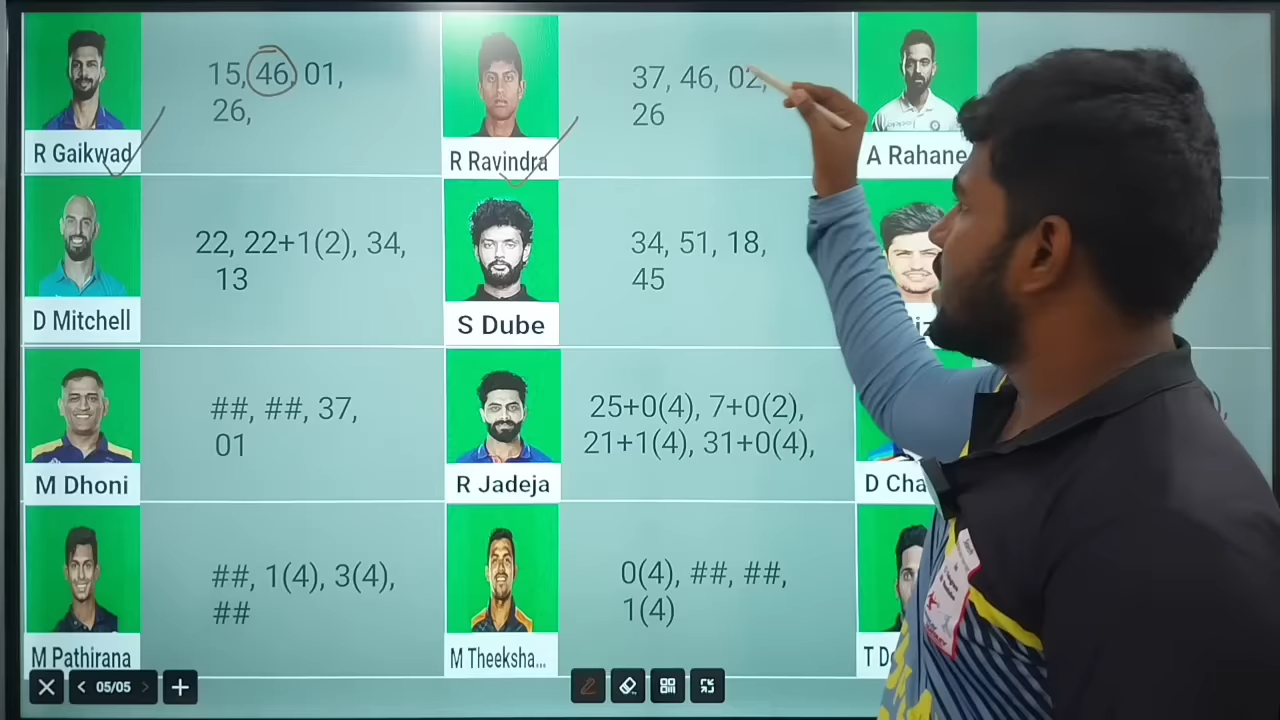 15, 46, 01,
26,
R Gaikwad
37, 46, 02,
26
R Ravindra
A Rahane
22, 22+1(2), 34,
13
D Mitchell
34, 51, 18,
45
S Dube
##, ##, 37,
01
M Dhoni
25+0(4), 7+0(2),
21+1(4), 31+0(4),
R Jadeja
D Cha
##, 1(4), 3(4),
##
M Pathirana
0(4), ##, ##,
1(4)
M Theeksha...
T D
05/05